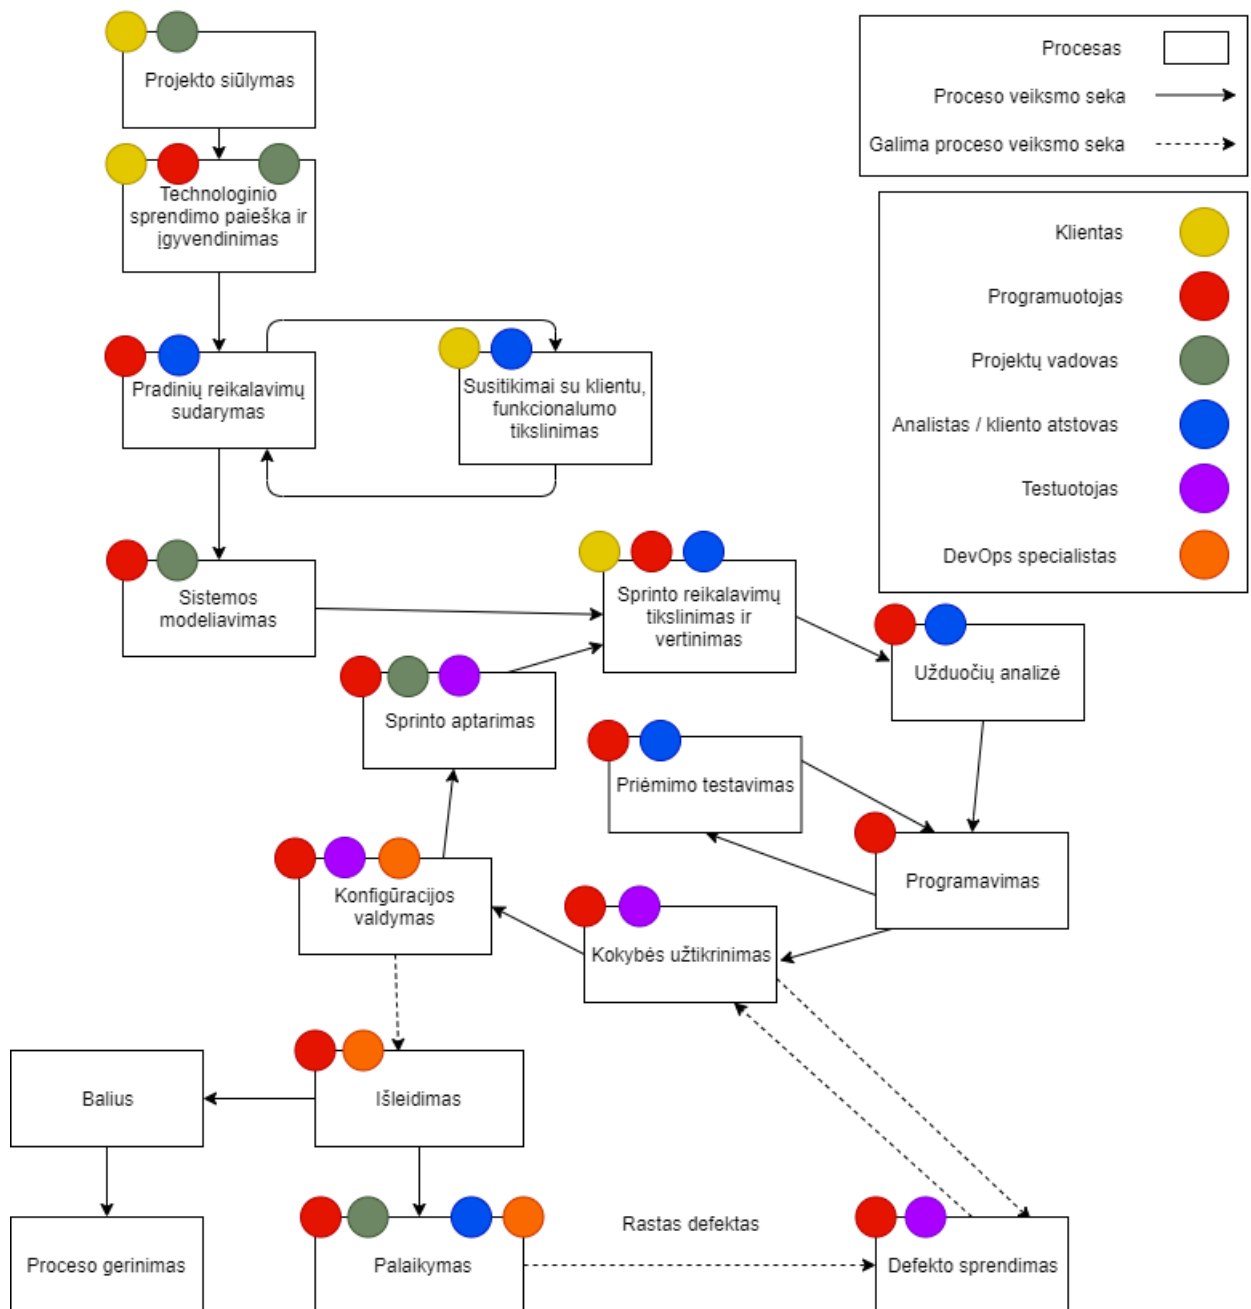 Projekto siūlymas
Procesas
Proceso veiksmo seka
Galima proceso veiksmo seka
Technologinio
sprendimo paieška ir
įgyvendinimas
Klientas
Programuotojas
Projektų vadovas
Analistas / kliento atstovas
Testuotojas
DevOps specialistas
Pradinių reikalavimų
sudarymas
Susitikimai su klientu,
funkcionalumo
tikslinimas
Sistemos
modeliavimas
Sprinto reikalavimų
tikslinimas ir
vertinimas
Užduočių analizė
Sprinto aptarimas
Priėmimo testavimas
Programavimas
Konfigūracijos
valdymas
Kokybės užtikrinimas
Balius
Išleidimas
Rastas defektas
Proceso gerinimas
Palaikymas
Defekto sprendimas